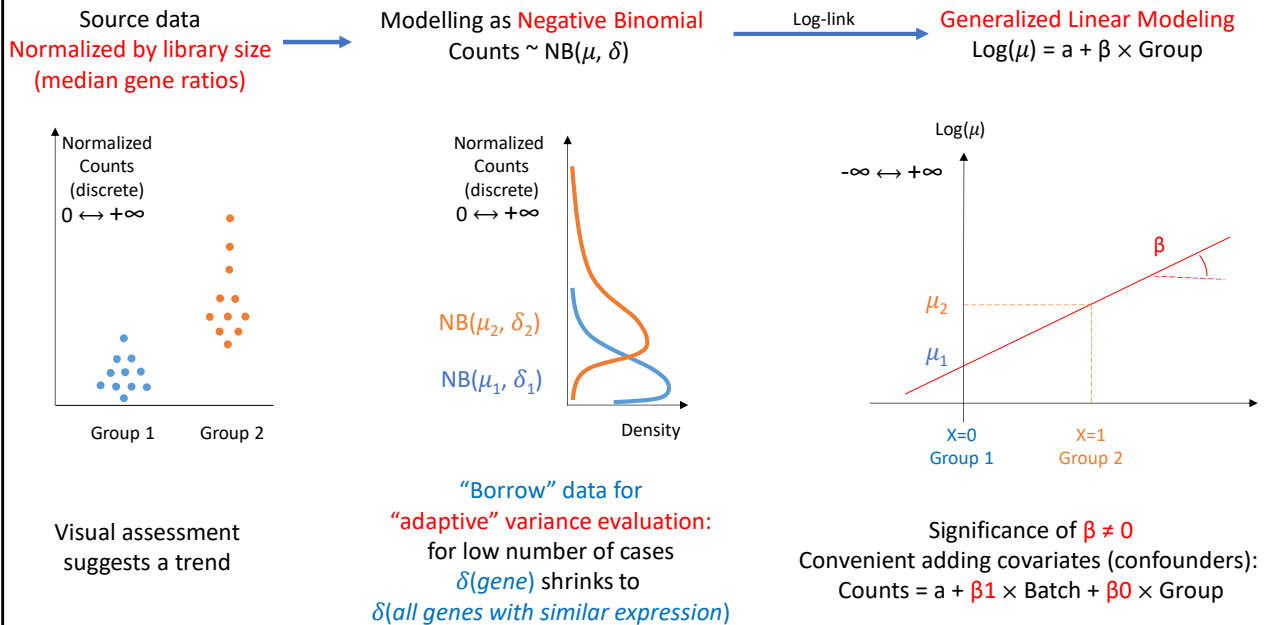 Source data
Normalized by library size
(median gene ratios)
Modelling as Negative Binomial
Counts ~ NB(𝜇, 𝛿)
Log-link
Generalized Linear Modeling
Log(𝜇) = a + β × Group
Normalized
Counts
(discrete)
0 ↔ +∞
Group 1
Group 2
Normalized
Counts
(discrete)
0 ↔ +∞
NB(𝜇₂, 𝛿₂)
NB(𝜇₁, 𝛿₁)
Density
Log(𝜇)
-∞ ↔ +∞
β
𝜇₂
𝜇₁
X=0
Group 1
X=1
Group 2
Visual assessment
suggests a trend
“Borrow” data for
“adaptive” variance evaluation:
for low number of cases
𝛿(gene) shrinks to
𝛿(all genes with similar expression)
Significance of β ≠ 0
Convenient adding covariates (confounders):
Counts = a + β1 × Batch + β0 × Group